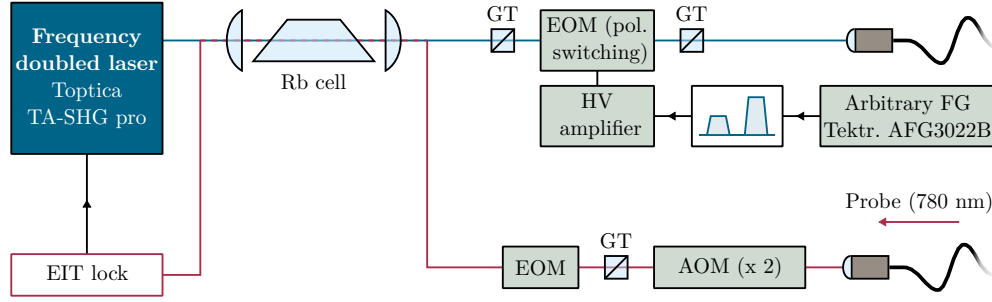 Frequency
doubled laser
Toptica
TA-SHG pro
Rb cell
GT
EOM (pol.
switching)
GT
HV
amplifier
Arbitrary FG
Tektr. AFG3022B
Probe (780 nm)
EIT lock
EOM
GT
AOM (x 2)